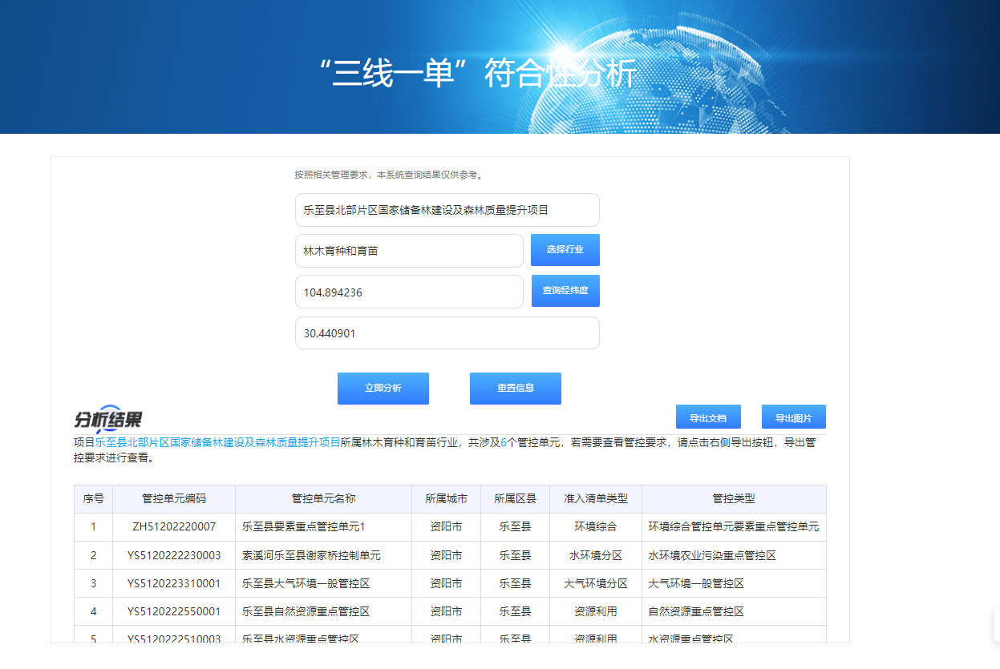 “三线一单”符合性分析
按照相关管理要求，本系统查询结果仅供参考。
乐至县北部片区国家储备林建设及森林质量提升项目
林木育种和育苗 选择行业
104.894236 查询经纬度
30.440901
立即分析 重置信息
分析结果 导出文档 导出图片
项目乐至县北部片区国家储备林建设及森林质量提升项目所属林木育种和育苗行业，共涉及6个管控单元，若需要查看管控要求，请点击右侧导出按钮，导出管
控要求进行查看。
序号 管控单元编码 管控单元名称 所属城市 所属区县 准入清单类型 管控类型
1 ZH51202220007 乐至县要素重点管控单元1 资阳市 乐至县 环境综合 环境综合管控单元要素重点管控单元
2 YS5120222230003 索溪河乐至县谢家桥控制单元 资阳市 乐至县 水环境分区 水环境农业污染重点管控区
3 YS5120223310001 乐至县大气环境一般管控区 资阳市 乐至县 大气环境分区 大气环境一般管控区
4 YS5120222550001 乐至县自然资源重点管控区 资阳市 乐至县 资源利用 自然资源重点管控区
5 YS5120222510003 乐至县水资源重点管控区 资阳市 乐至县 资源利用 水资源重点管控区